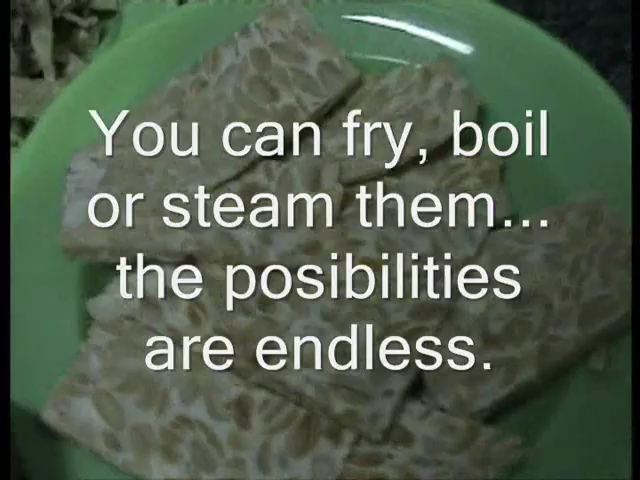 You can fry, boil
or steam them...
the posibilities
are endless.